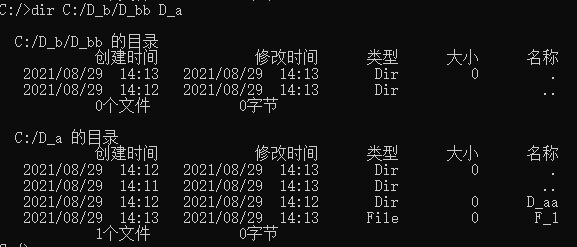 C:/>dir C:/D_b/D_bb D_a
C:/D_b/D_bb 的目录
创建时间 修改时间 类型 大小 名称
2021/08/29 14:13 2021/08/29 14:13 Dir 0 .
2021/08/29 14:12 2021/08/29 14:13 Dir ..
0个文件 0字节
C:/D_a 的目录
创建时间 修改时间 类型 大小 名称
2021/08/29 14:12 2021/08/29 14:13 Dir 0 .
2021/08/29 14:11 2021/08/29 14:13 Dir ..
2021/08/29 14:12 2021/08/29 14:12 Dir 0 D_aa
2021/08/29 14:13 2021/08/29 14:13 File 0 F_1
1个文件 0字节